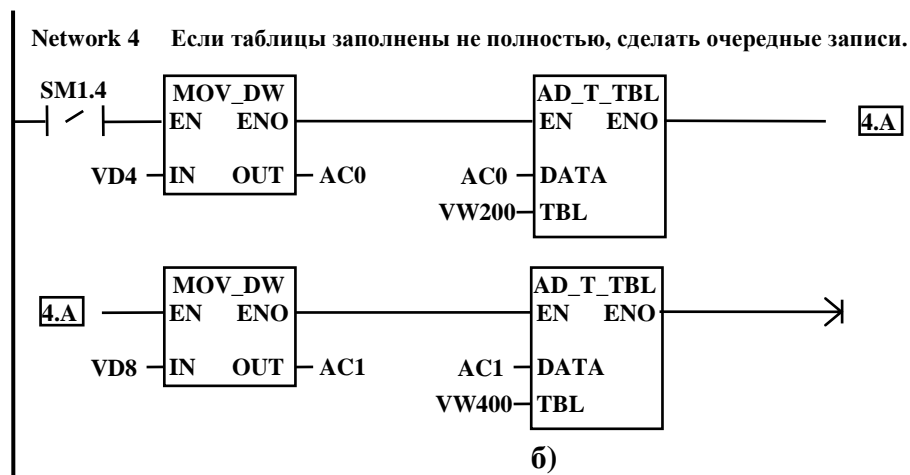 Network 4 Если таблицы заполнены не полностью, сделать очередные записи.
SM1.4
MOV_DW AD_T_TBL
EN ENO EN ENO 4.A
VD4 IN OUT AC0 AC0 DATA
VW200 TBL
MOV_DW AD_T_TBL
4.A EN ENO EN ENO
VD8 IN OUT AC1 AC1 DATA
VW400 TBL
б)